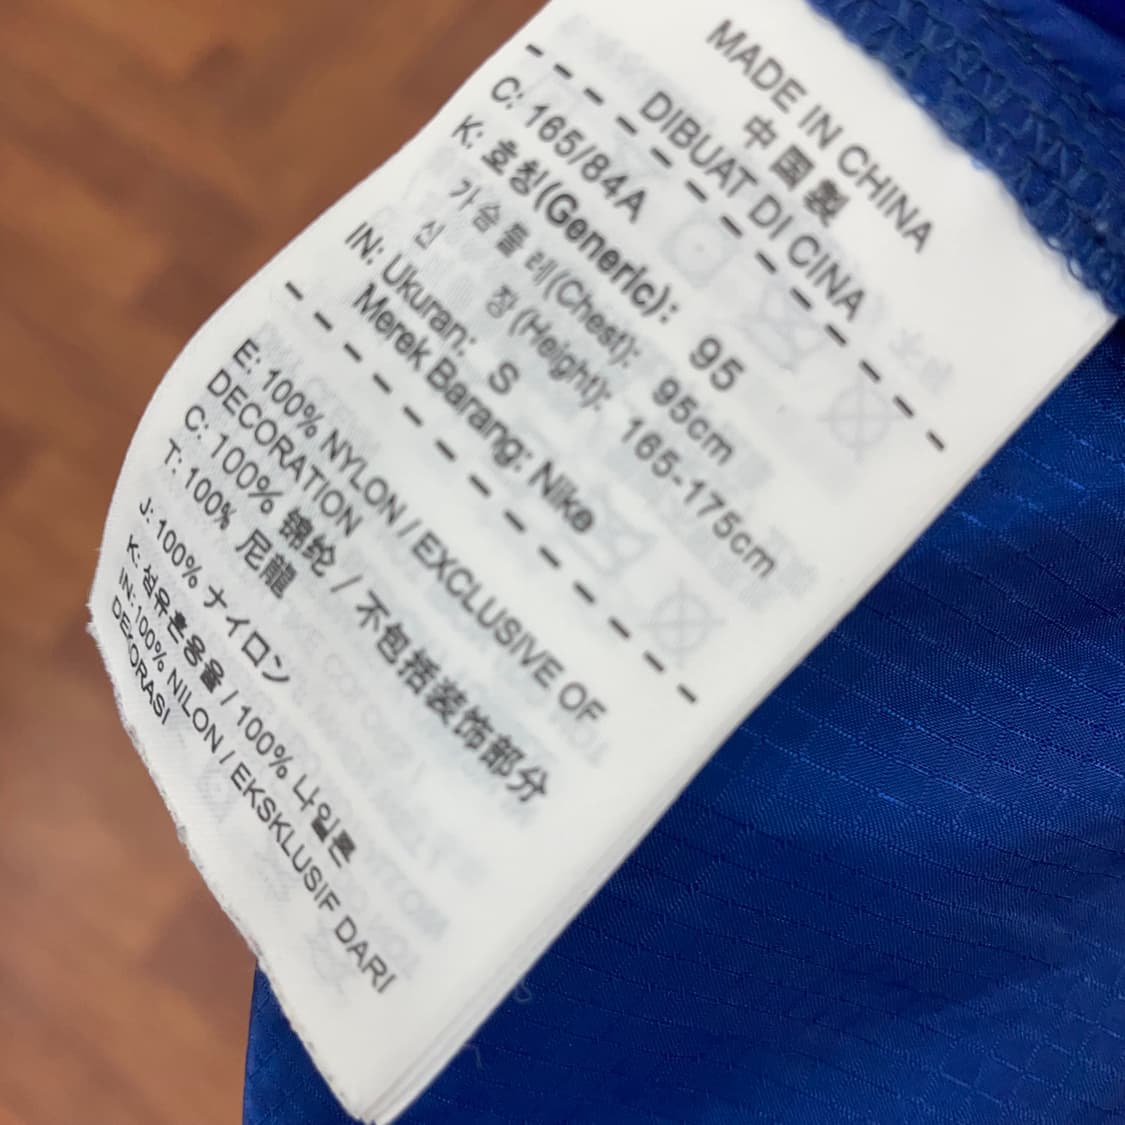 MADE IN CHINA
中國製
DIBUAT DI CINA
C: 165/84A
K: 호칭(Generic): 95
가슴둘레(Chest): 95cm
신 장(Height): 165-175cm
IN: Ukuran: S
Merek Barang: Nike
E: 100% NYLON / EXCLUSIVE OF
DECORATION
C: 100% 锦纶 / 不包括装饰部分
T: 100% 尼龍
J: 100% ナイロン
K: 섬유혼용율 / 100% 나일론
IN: 100% NILON / EKSKLUSIF DARI
DEKORASI